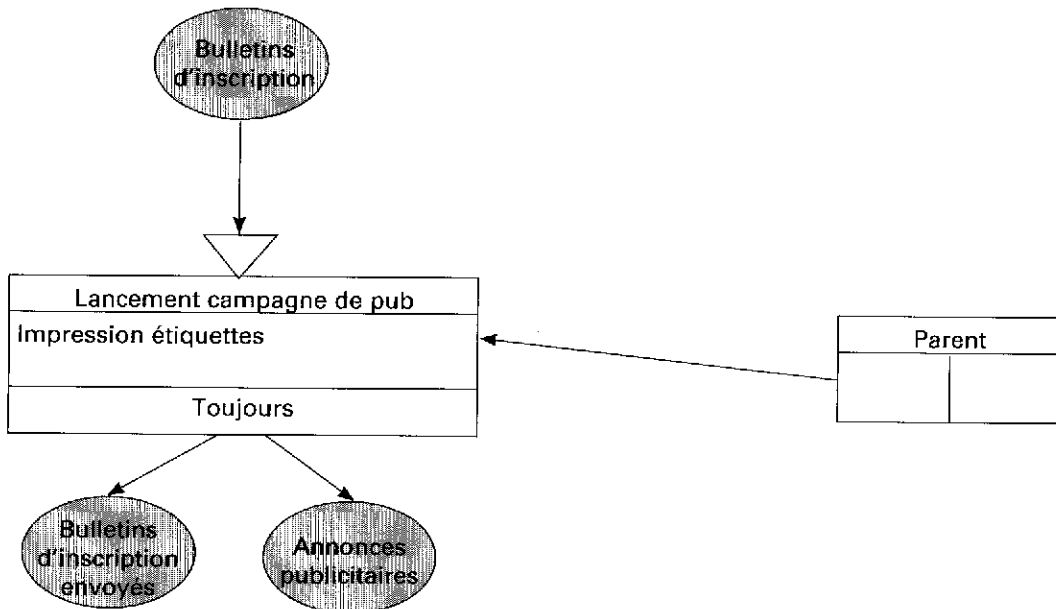 Bulletins
d'inscription
Lancement campagne de pub
Impression étiquettes
Parent
Toujours
Bulletins
d'inscription
envoyés
Annonces
publicitaires